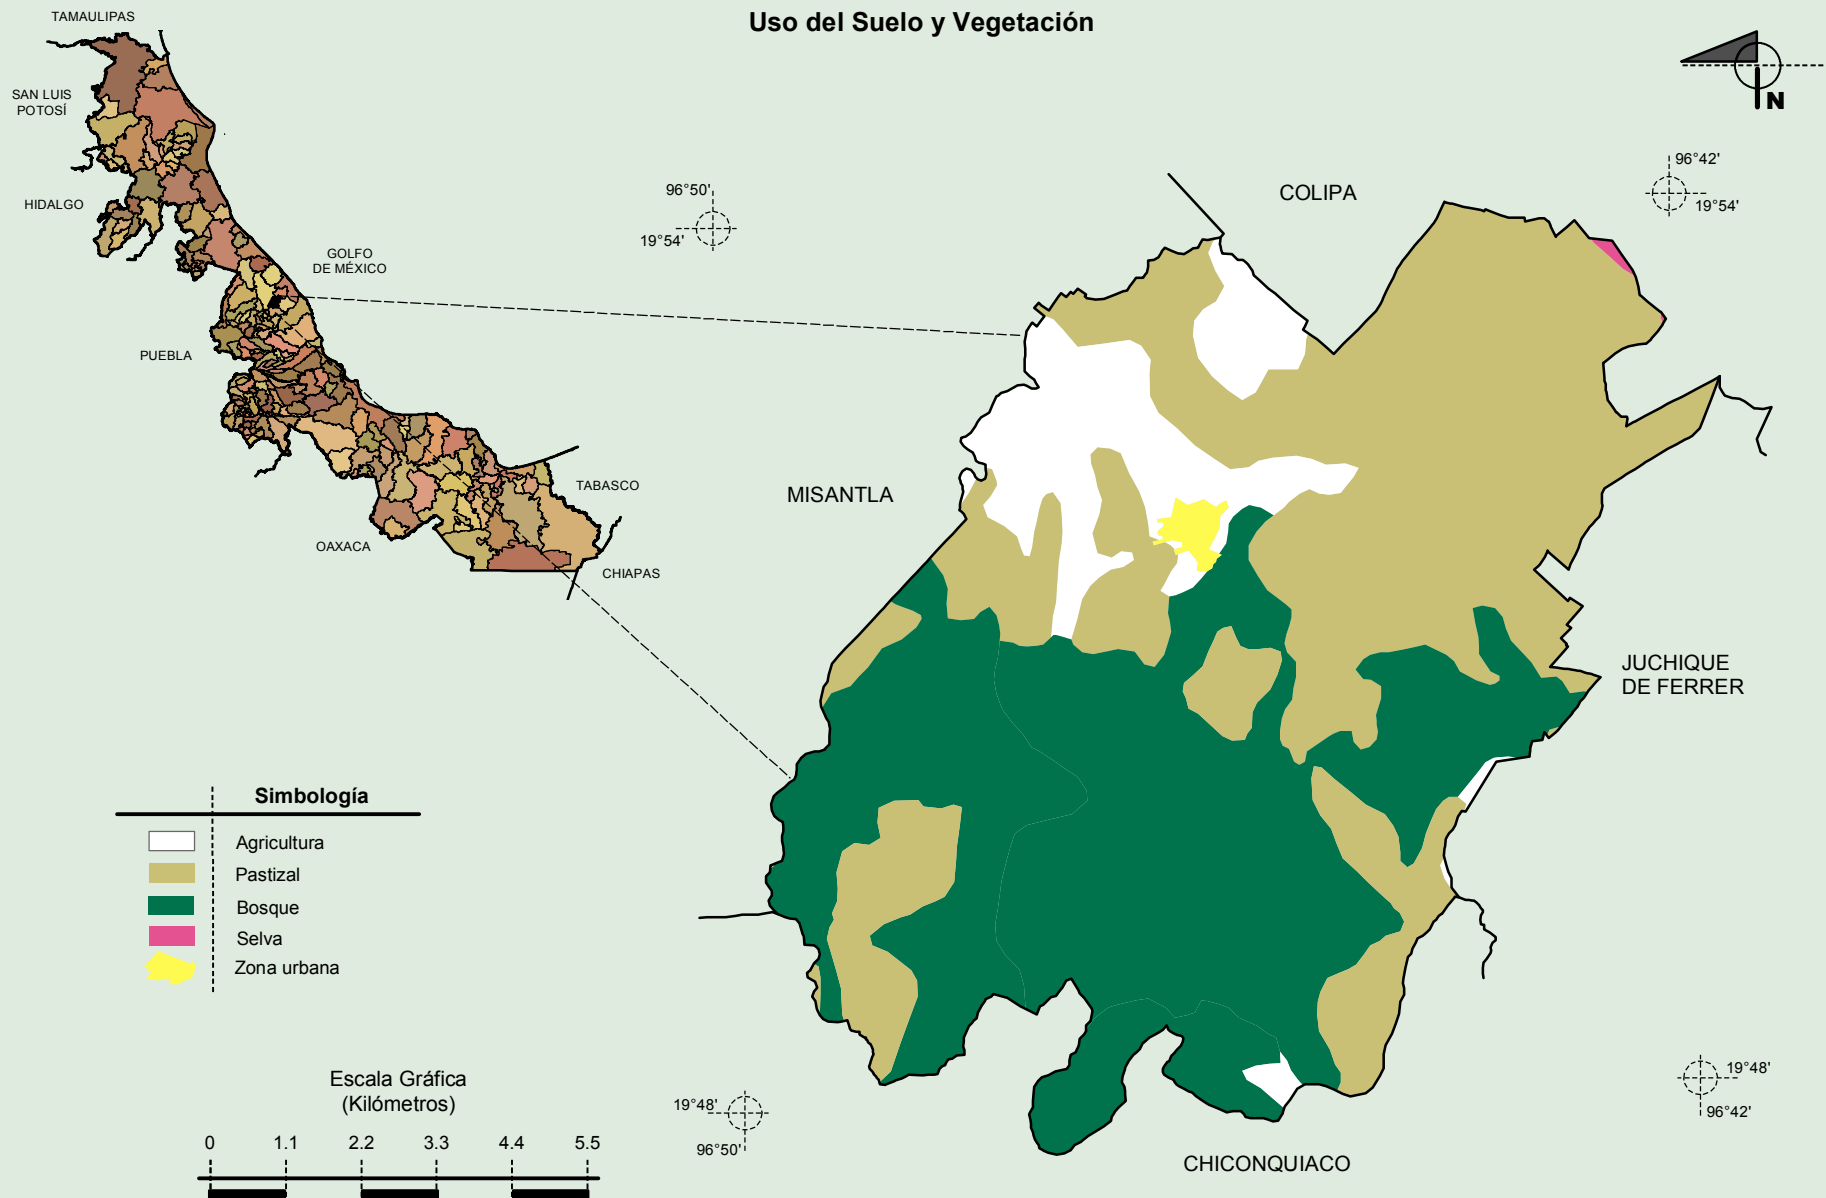 Uso del Suelo y Vegetación
TAMAULIPAS
SAN LUIS
POTOSÍ
HIDALGO
GOLFO
DE MÉXICO
PUEBLA
OAXACA
TABASCO
CHIAPAS
N
96°50'
19°54'
96°42'
19°54'
COLIPA
MISANTLA
JUCHIQUE
DE FERRER
CHICONQUIACO
19°48'
96°50'
19°48'
96°42'
Simbología
Agricultura
Pastizal
Bosque
Selva
Zona urbana
Escala Gráfica
(Kilómetros)
0 1.1 2.2 3.3 4.4 5.5